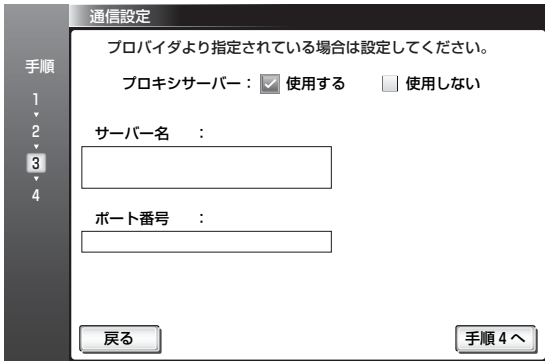 通信設定
手順
1
2
3
4
プロバイダより指定されている場合は設定してください。
プロキシサーバー： 使用する 使用しない
サーバー名 ：
ポート番号 ：
戻る
手順4へ